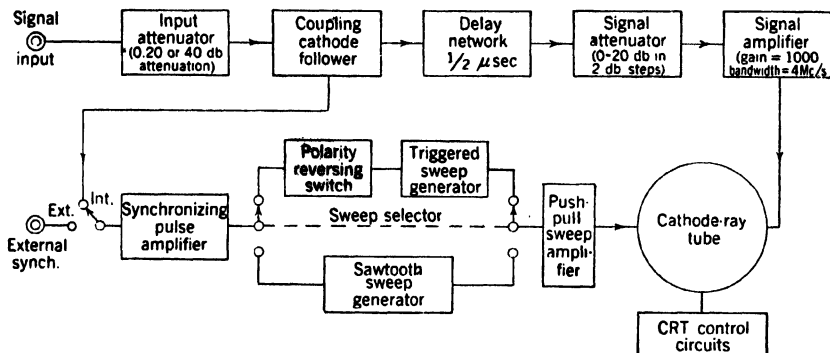 Signal
input
Input
attenuator
(0.20 or 40 db
attenuation)
Coupling
cathode
follower
Delay
network
1/2 μsec
Signal
attenuator
(0-20 db in
2 db steps)
Signal
amplifier
(gain = 1000
bandwidth = 4Mc/s
Polarity
reversing
switch
Triggered
sweep
generator
Ext.
Int.
External
synch.
Synchronizing
pulse
amplifier
Sweep selector
Sawtooth
sweep
generator
Push-
pull
sweep
ampli-
fier
Cathode-ray
tube
CRT control
circuits